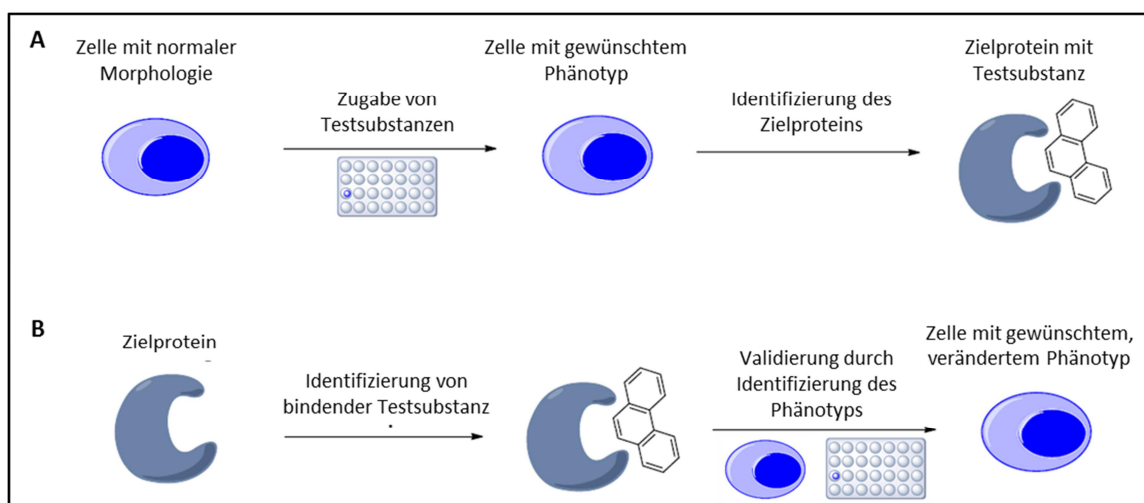 A
Zelle mit normaler
Morphologie
Zugabe von
Testsubstanzen
Zelle mit gewünschtem
Phänotyp
Identifizierung des
Zielproteins
Zielprotein mit
Testsubstanz
B
Zielprotein
Identifizierung von
bindender Testsubstanz
Validierung durch
Identifizierung des
Phänotyps
Zelle mit gewünschtem,
verändertem Phänotyp